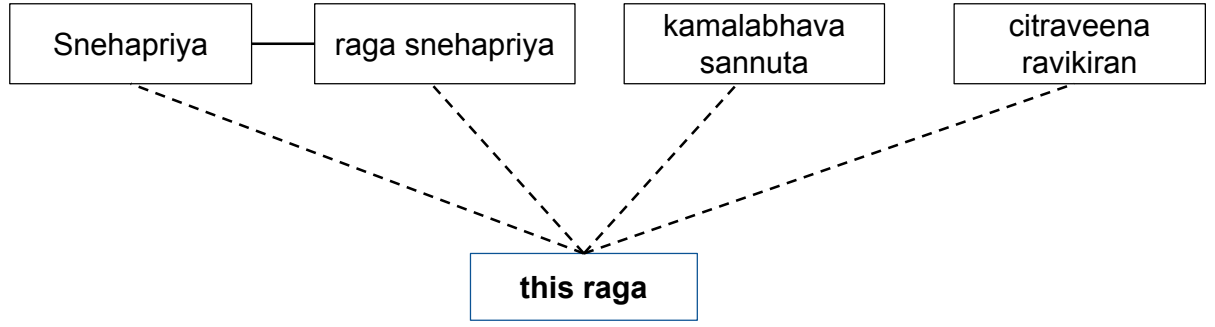 Snehapriya
raga snehapriya
kamalabhava
sannuta
citraveena
ravikiran
this raga